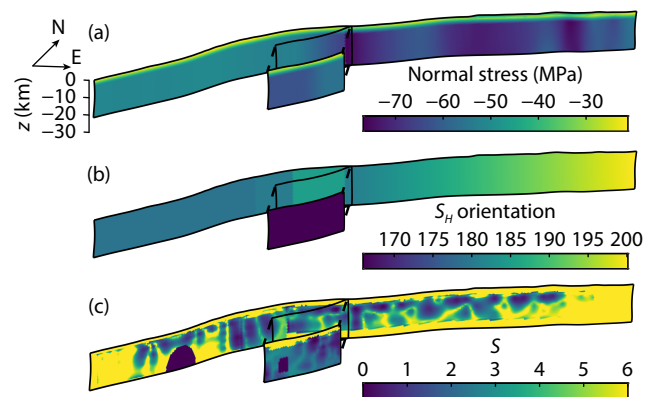 (a)
N
E
0
−10
−20
−30
z (km)
Normal stress (MPa)
−70 −60 −50 −40 −30
(b)
S_H orientation
170 175 180 185 190 192 195 200
(c)
S
0 1 2 3 4 5 6